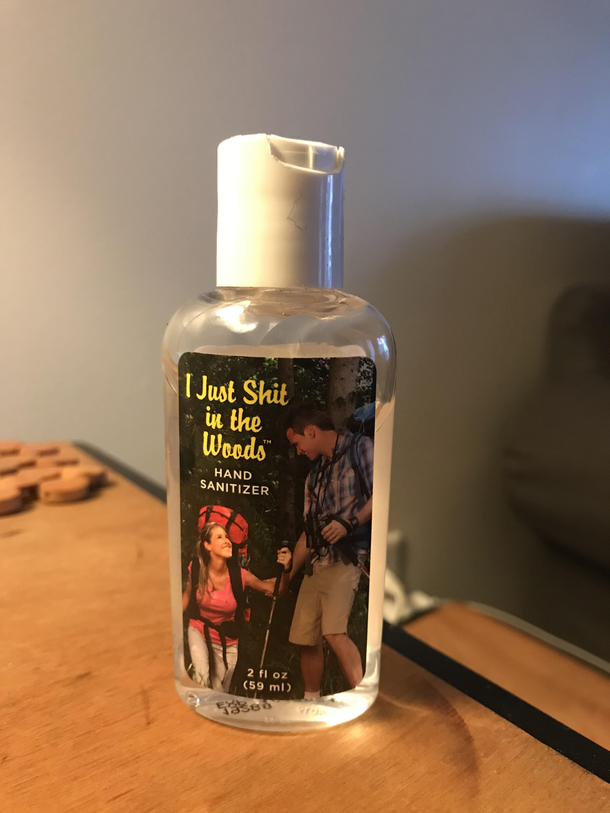 I Just Shit
in the
Woods™
HAND
SANITIZER
2 fl oz
(59 ml)